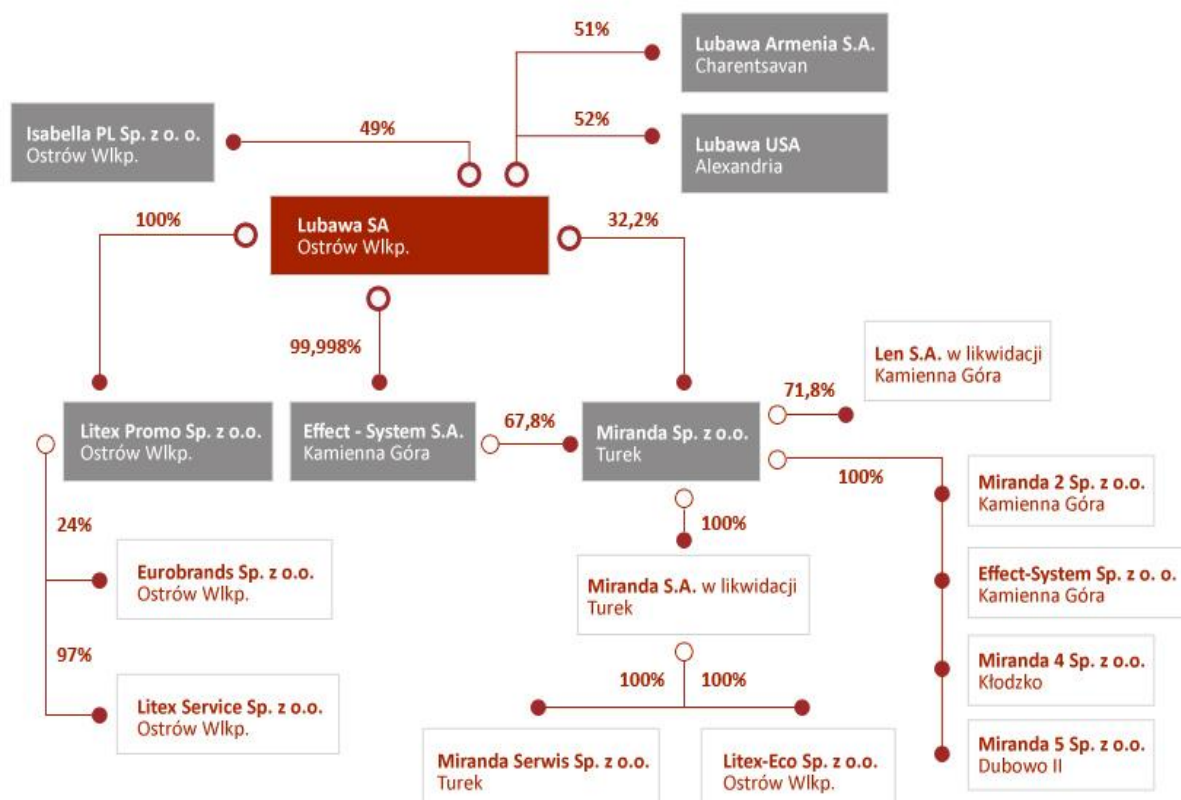 51%
Lubawa Armenia S.A.
Charentsavan
Isabella PL Sp. z o. o.
Ostrów Wlkp.
49%
52%
Lubawa USA
Alexandria
100%
Lubawa SA
Ostrów Wlkp.
32,2%
99,998%
Len S.A. w likwidacji
Kamienna Góra
71,8%
Litex Promo Sp. z o.o.
Ostrów Wlkp.
Effect - System S.A.
Kamienna Góra
67,8%
Miranda Sp. z o.o.
Turek
100%
Miranda 2 Sp. z o.o.
Kamienna Góra
24%
100%
Eurobrands Sp. z o.o.
Ostrów Wlkp.
Miranda S.A. w likwidacji
Turek
Effect-System Sp. z o. o.
Kamienna Góra
97%
Litex Service Sp. z o.o.
Ostrów Wlkp.
100%
100%
Miranda 4 Sp. z o.o.
Kłodzko
Miranda Serwis Sp. z o.o.
Turek
Litex-Eco Sp. z o.o.
Ostrów Wlkp.
Miranda 5 Sp. z o.o.
Dubowo II